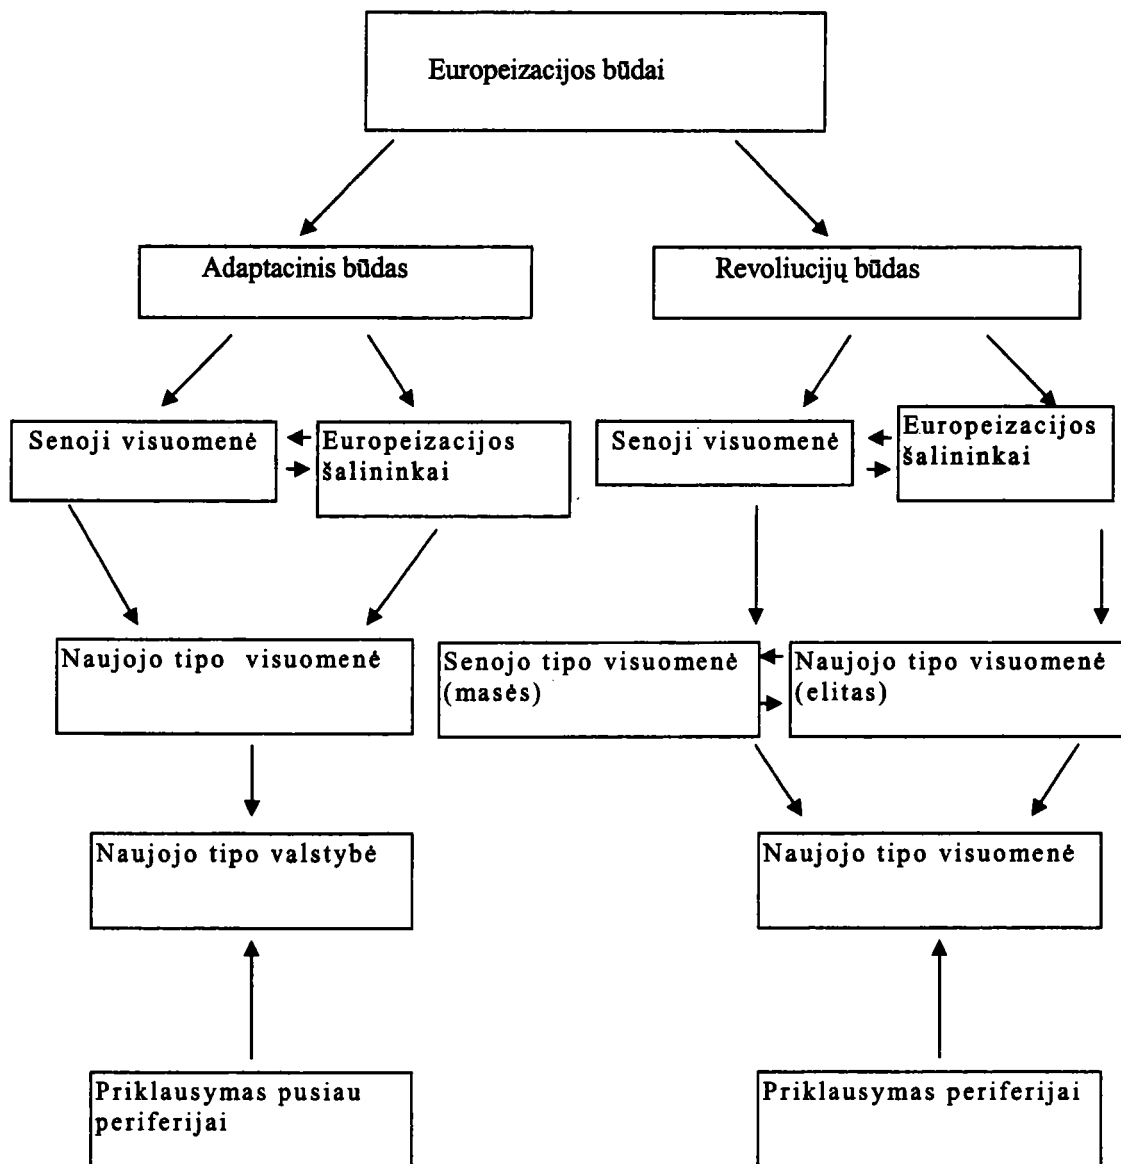 Europeizacijos būdai
Adaptacinis būdas
Revoliucijų būdas
Senoji visuomenė
Europeizacijos
šalininkai
Senoji visuomenė
Europeizacijos
šalininkai
Naujojo tipo visuomenė
Senojo tipo visuomenė
(masės)
Naujojo tipo visuomenė
(elitas)
Naujojo tipo valstybė
Naujojo tipo visuomenė
Priklausymas pusiau
periferijai
Priklausymas periferijai